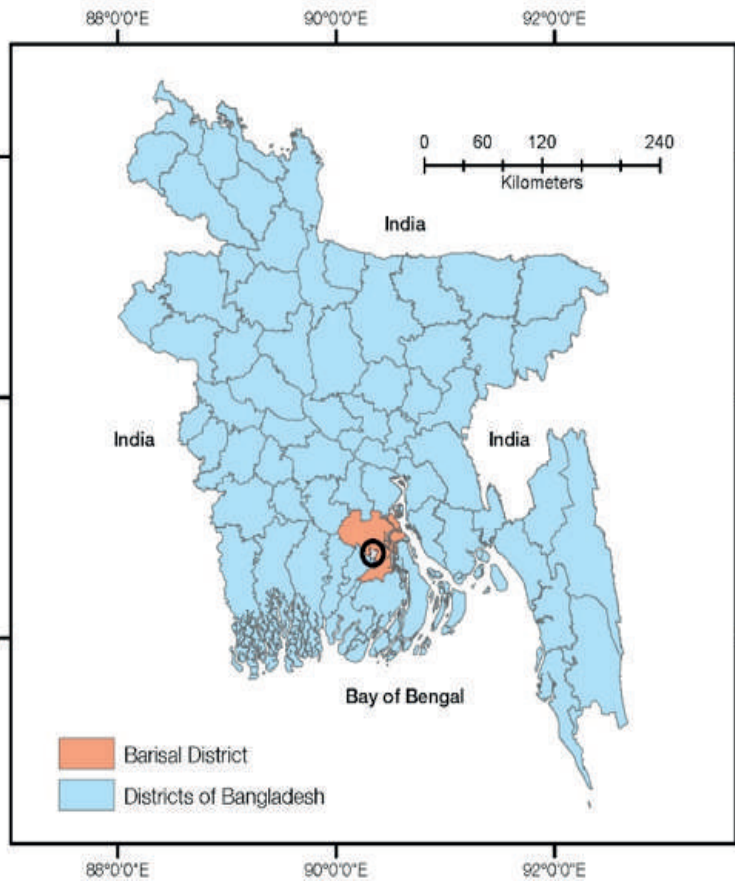 88°0'0"E 90°0'0"E 92°0'0"E
0 60 120 240
Kilometers
India
India
India
Bay of Bengal
Barisal District
Districts of Bangladesh
88°0'0"E 90°0'0"E 92°0'0"E